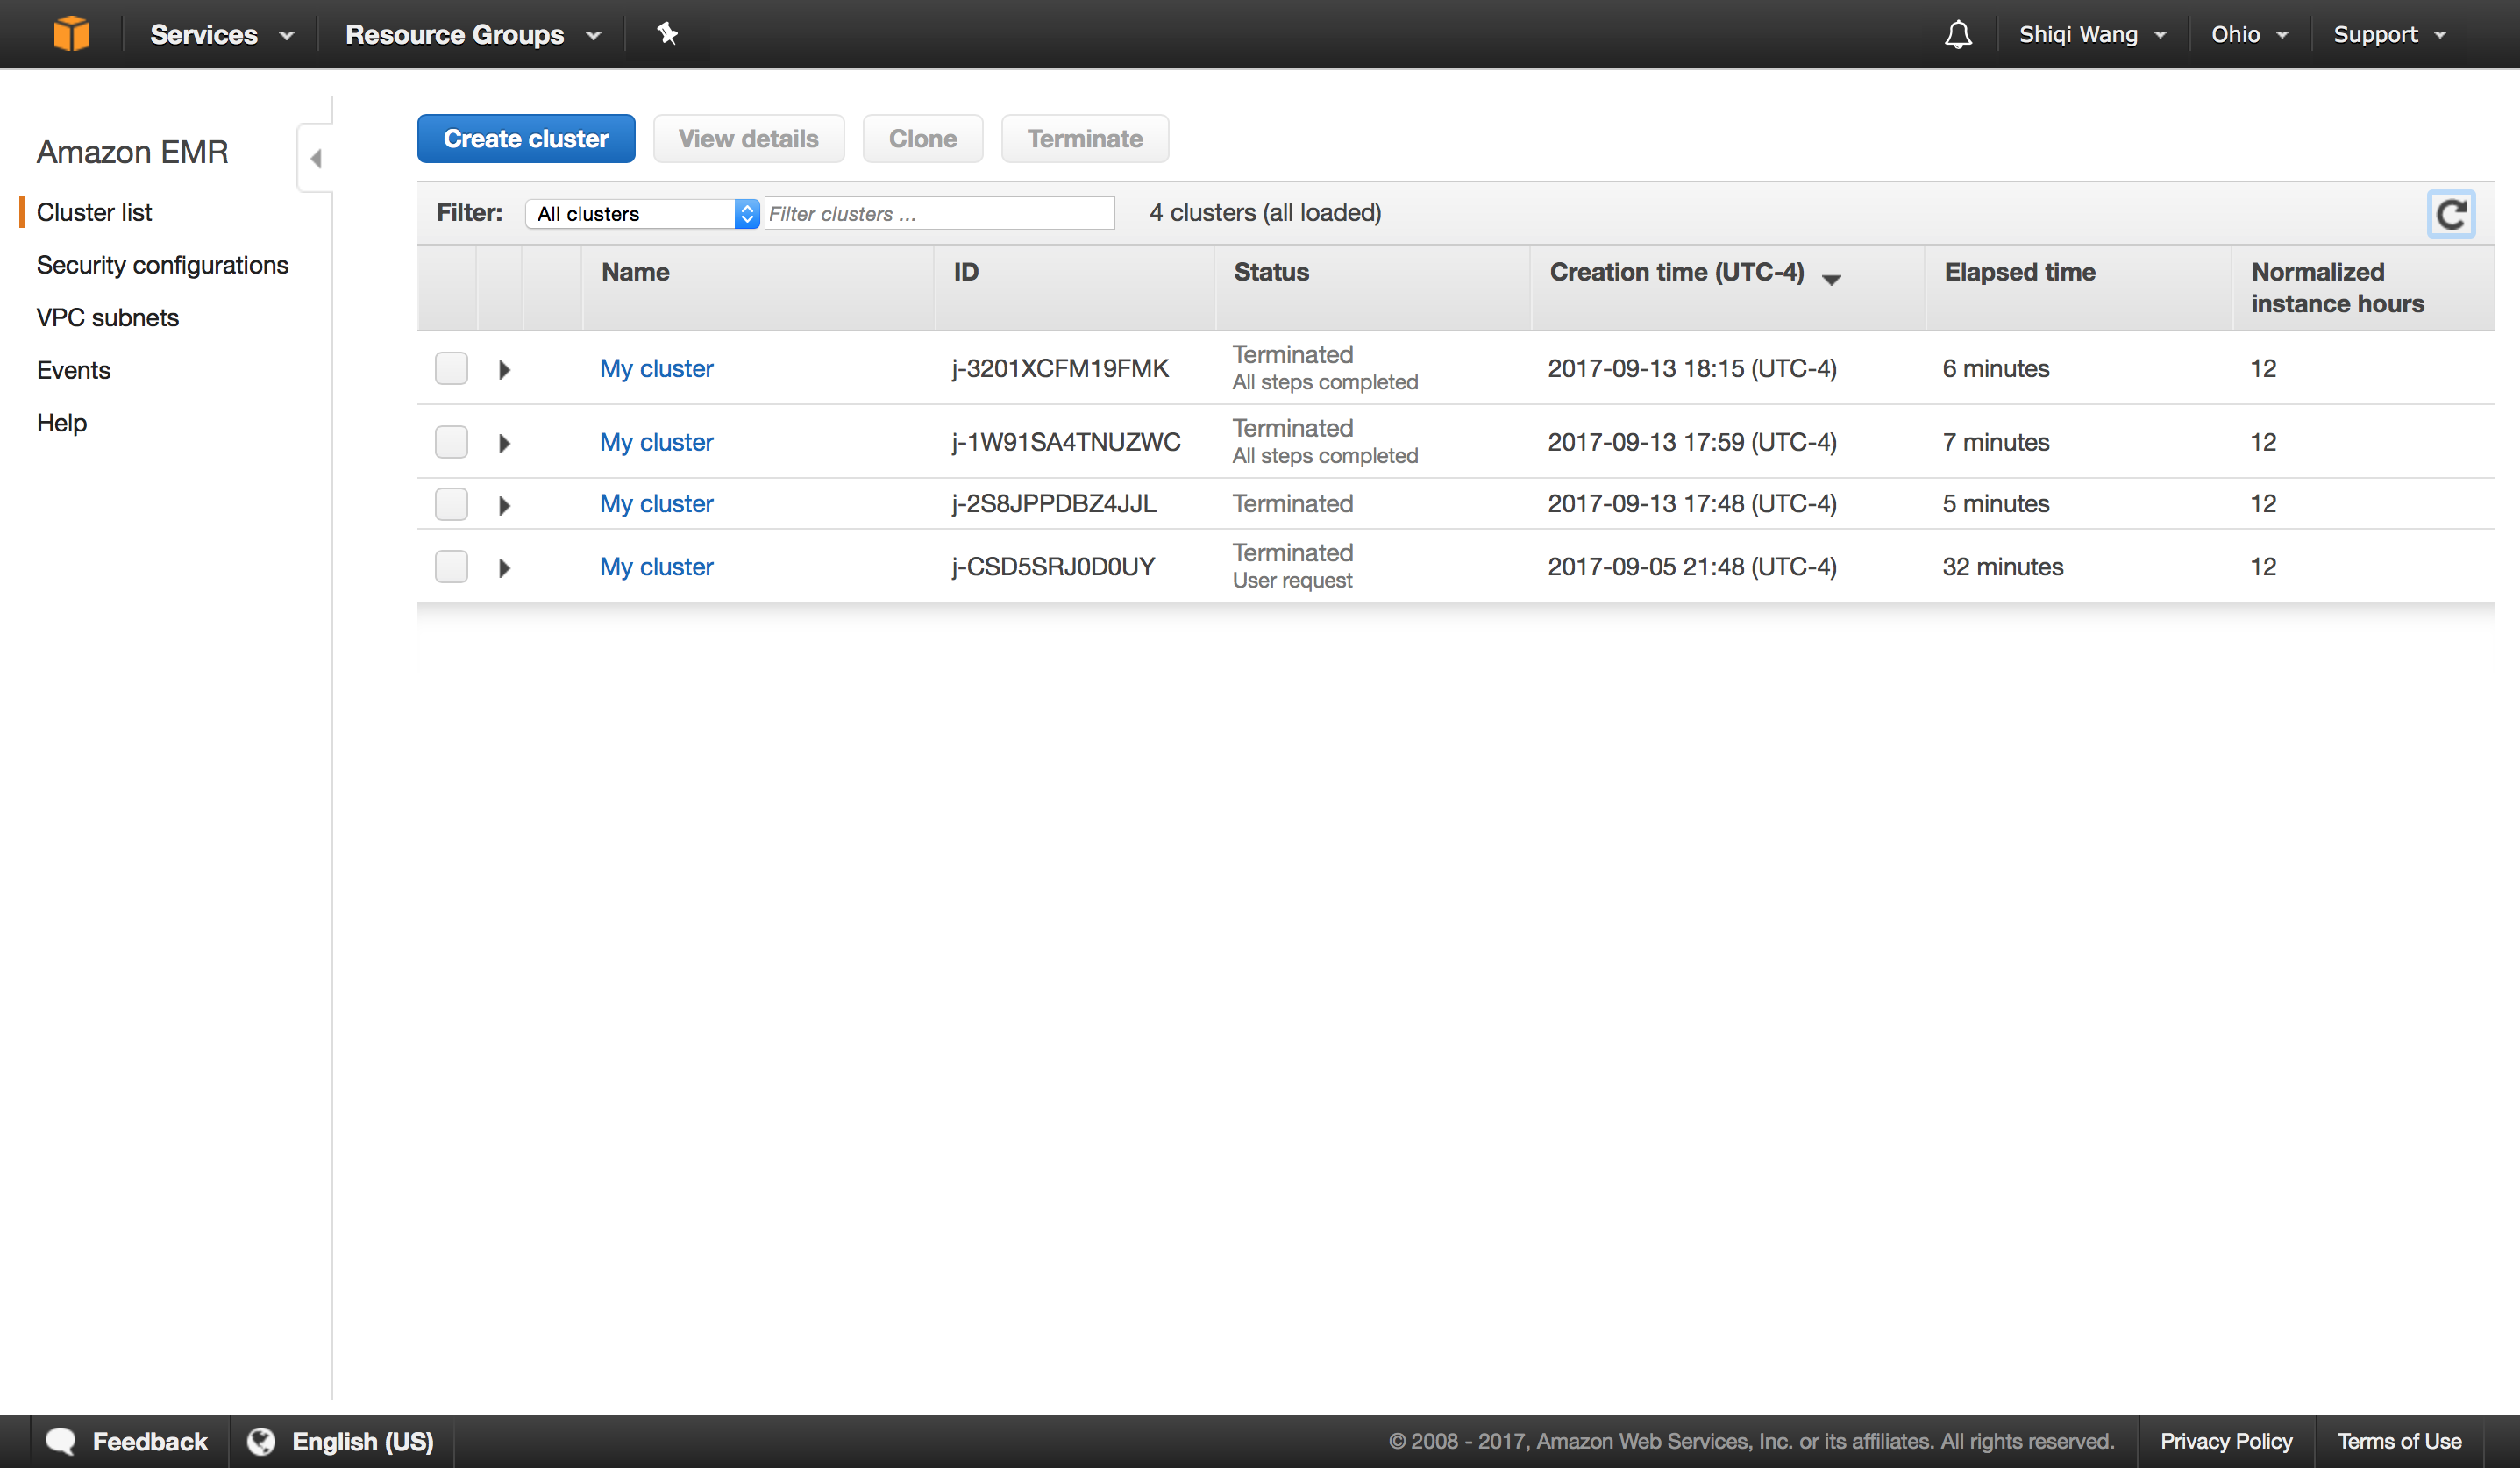 Services Resource Groups Shiqi Wang Ohio Support
Amazon EMR
Cluster list
Security configurations
VPC subnets
Events
Help
Create cluster View details Clone Terminate
Filter: All clusters Filter clusters ... 4 clusters (all loaded)
Name ID Status Creation time (UTC-4) Elapsed time Normalized
instance hours
My cluster j-3201XCFM19FMK Terminated 2017-09-13 18:15 (UTC-4) 6 minutes 12
All steps completed
My cluster j-1W91SA4TNUZWC Terminated 2017-09-13 17:59 (UTC-4) 7 minutes 12
All steps completed
My cluster j-2S8JPPDBZ4JJL Terminated 2017-09-13 17:48 (UTC-4) 5 minutes 12
My cluster j-CSD5SRJ0D0UY Terminated 2017-09-05 21:48 (UTC-4) 32 minutes 12
User request
Feedback English (US) © 2008 - 2017, Amazon Web Services, Inc. or its affiliates. All rights reserved. Privacy Policy Terms of Use